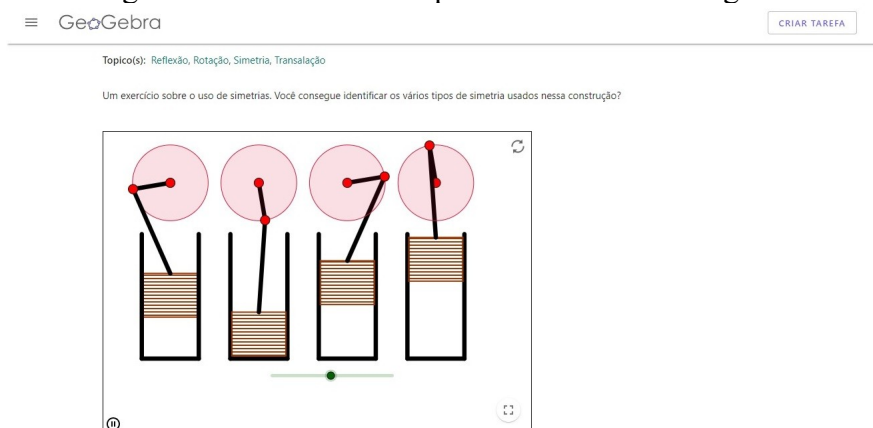 GeoGebra
CRIAR TAREFA
Topico(s): Reflexão, Rotação, Simetria, Transalação
Um exercício sobre o uso de simetrias. Você consegue identificar os vários tipos de simetria usados nessa construção?